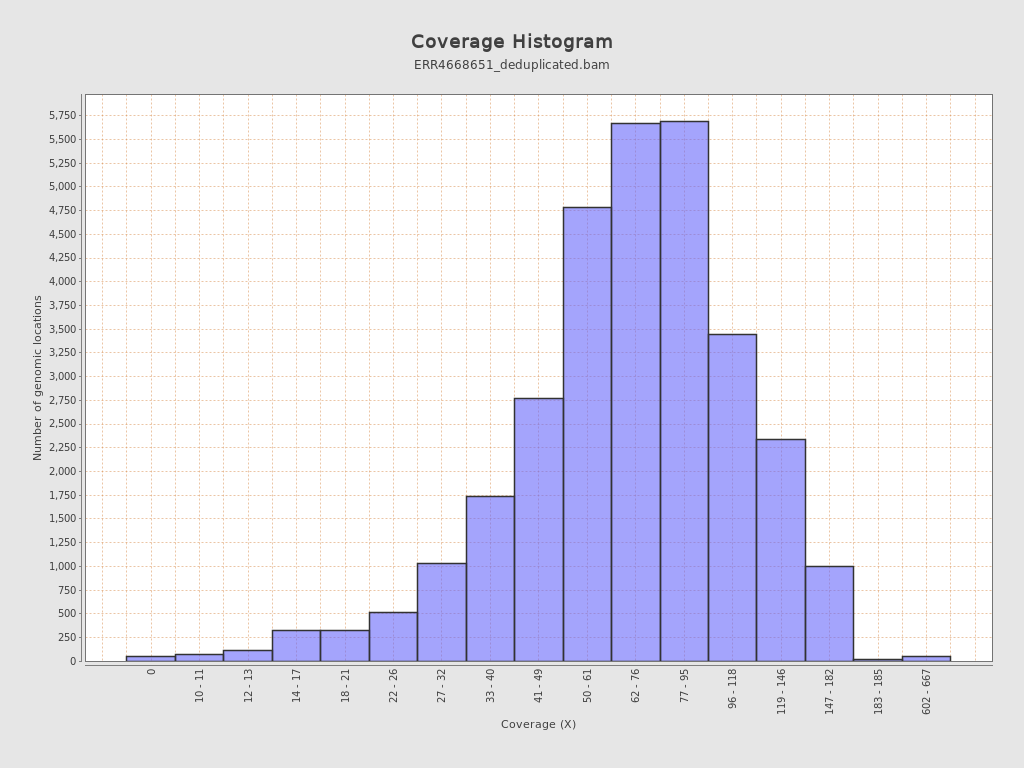 Coverage Histogram
ERR4668651_deduplicated.bam
Number of genomic locations
5,750
5,500
5,250
5,000
4,750
4,500
4,250
4,000
3,750
3,500
3,250
3,000
2,750
2,500
2,250
2,000
1,750
1,500
1,250
1,000
750
500
250
0
0
10 - 11
12 - 13
14 - 17
18 - 21
22 - 26
27 - 32
33 - 40
41 - 49
50 - 61
62 - 76
77 - 95
96 - 118
119 - 146
147 - 182
183 - 185
602 - 667
Coverage (X)